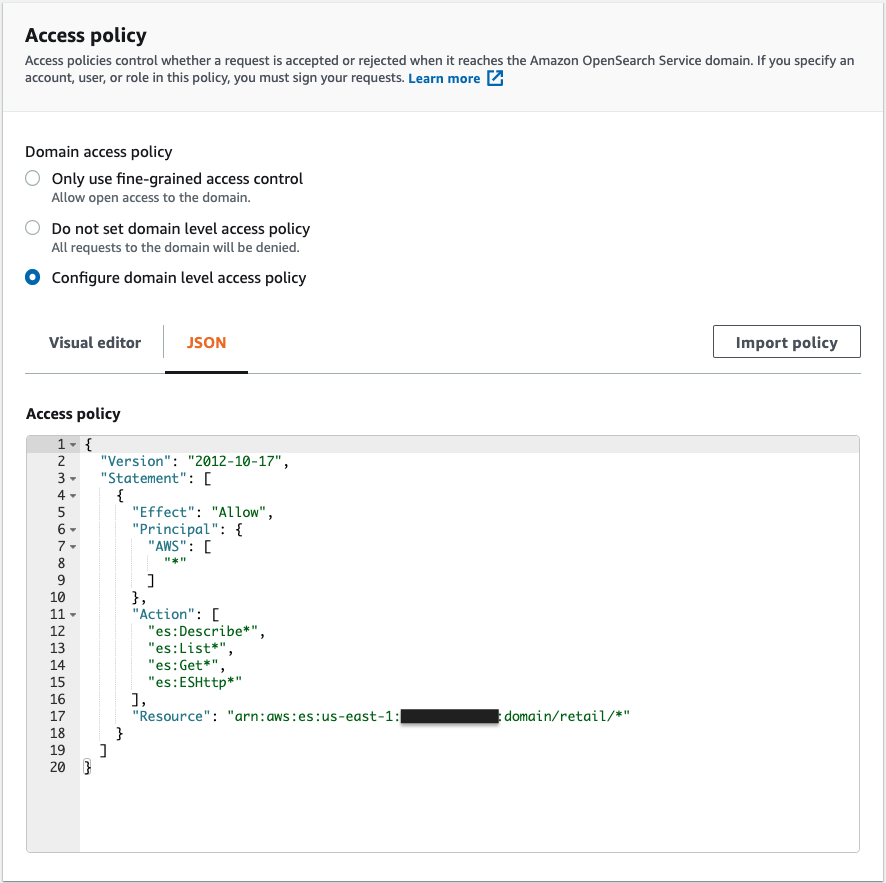 Access policy
Access policies control whether a request is accepted or rejected when it reaches the Amazon OpenSearch Service domain. If you specify an
account, user, or role in this policy, you must sign your requests. Learn more
Domain access policy
Only use fine-grained access control
Allow open access to the domain.
Do not set domain level access policy
All requests to the domain will be denied.
Configure domain level access policy
Visual editor JSON Import policy
Access policy
1 {
2 "Version": "2012-10-17",
3 "Statement": [
4 {
5 "Effect": "Allow",
6 "Principal": {
7 "AWS": [
8 "*"
9 ]
10 },
11 "Action": [
12 "es:Describe*",
13 "es:List*",
14 "es:Get*",
15 "es:ESHttp*"
16 ],
17 "Resource": "arn:aws:es:us-east-1: :domain/retail/*"
18 }
19 ]
20 }